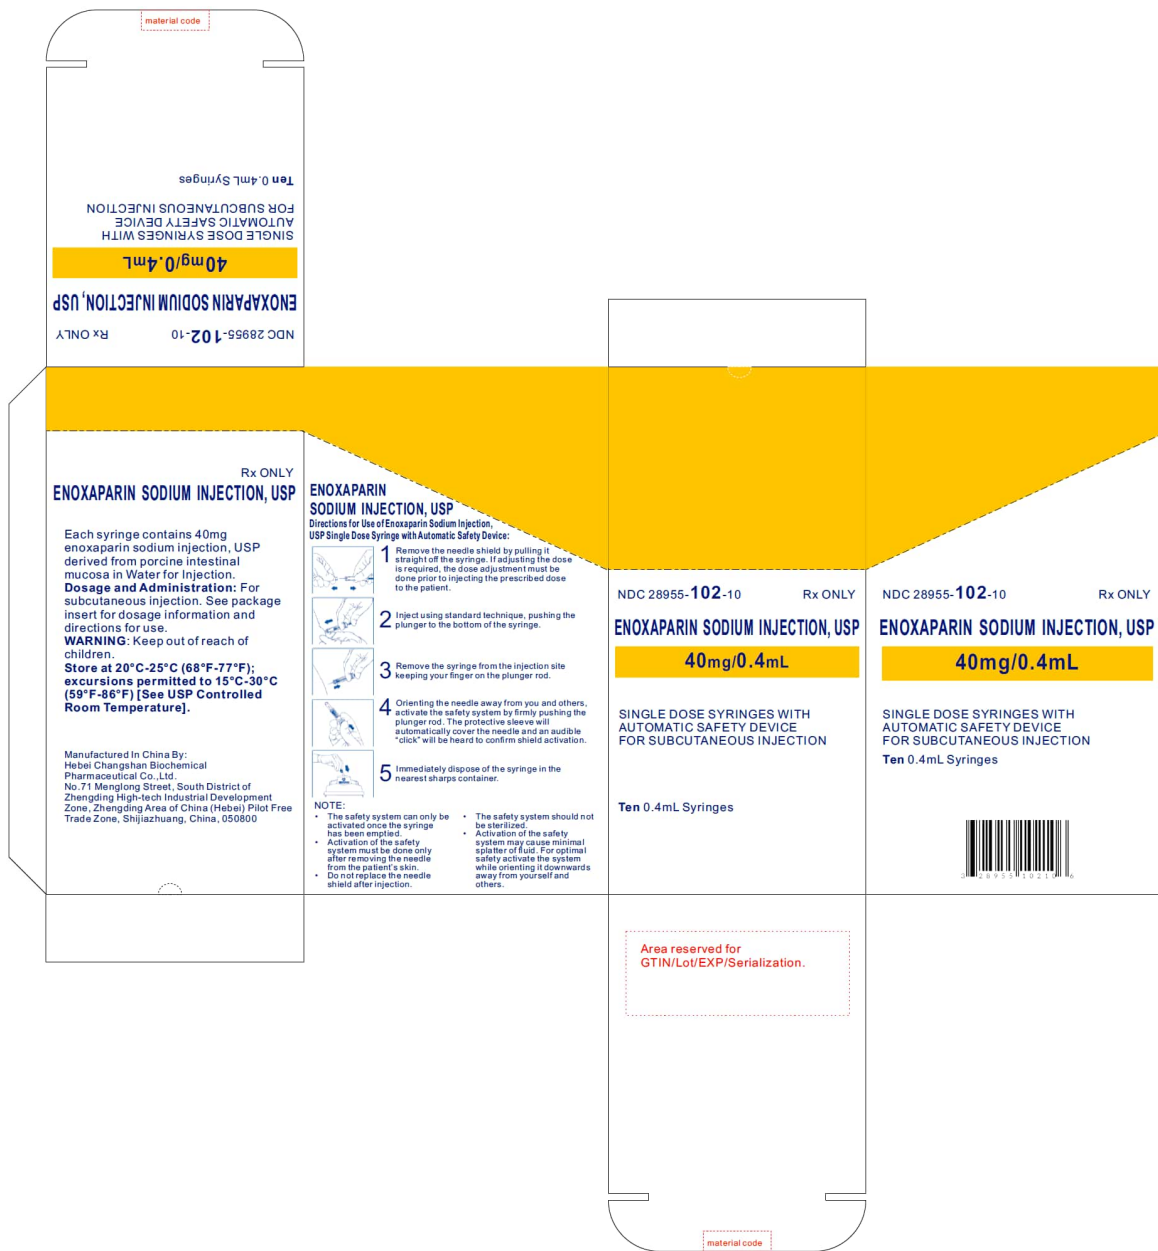 material code
Ten 0.4mL Syringes
SINGLE DOSE SYRINGES WITH
AUTOMATIC SAFETY DEVICE
FOR SUBCUTANEOUS INJECTION
40mg/0.4mL
ENOXAPARIN SODIUM INJECTION, USP
NDC 28955-102-10 Rx ONLY
Rx ONLY
ENOXAPARIN SODIUM INJECTION, USP
Each syringe contains 40mg
enoxaparin sodium injection, USP
derived from porcine intestinal
mucosa in Water for Injection.
Dosage and Administration: For
subcutaneous injection. See package
insert for dosage information and
directions for use.
WARNING: Keep out of reach of
children.
Store at 20°C-25°C (68°F-77°F);
excursions permitted to 15°C-30°C
(59°F-86°F) [See USP Controlled
Room Temperature].
Manufactured In China By:
Hebei Changshan Biochemical
Pharmaceutical Co.,Ltd.
No.71 Menglong Street, South District of
Zhengding High-tech Industrial Development
Zone, Zhengding Area of China (Hebei) Pilot Free
Trade Zone, Shijiazhuang, China, 050800
ENOXAPARIN
SODIUM INJECTION, USP
Directions for Use of Enoxaparin Sodium Injection,
USP Single Dose Syringe with Automatic Safety Device:
1 Remove the needle shield by pulling it
straight off the syringe. If adjusting the dose
is required, the dose adjustment must be
done prior to injecting the prescribed dose
to the patient.
2 Inject using standard technique, pushing the
plunger to the bottom of the syringe.
3 Remove the syringe from the injection site
keeping your finger on the plunger rod.
4 Orienting the needle away from you and others,
activate the safety system by firmly pushing the
plunger rod. The protective sleeve will
automatically cover the needle and an audible
"click" will be heard to confirm shield activation.
5 Immediately dispose of the syringe in the
nearest sharps container.
NOTE:
• The safety system can only be
activated once the syringe
has been emptied.
• Activation of the safety
system must be done only
after removing the needle
from the patient's skin.
• Do not replace the needle
shield after injection.
• The safety system should not
be sterilized.
• Activation of the safety
system may cause minimal
splatter of fluid. For optimal
safety activate the system
while orienting it downwards
away from yourself and
others.
NDC 28955-102-10 Rx ONLY
ENOXAPARIN SODIUM INJECTION, USP
40mg/0.4mL
SINGLE DOSE SYRINGES WITH
AUTOMATIC SAFETY DEVICE
FOR SUBCUTANEOUS INJECTION
Ten 0.4mL Syringes
NDC 28955-102-10 Rx ONLY
ENOXAPARIN SODIUM INJECTION, USP
40mg/0.4mL
SINGLE DOSE SYRINGES WITH
AUTOMATIC SAFETY DEVICE
FOR SUBCUTANEOUS INJECTION
Ten 0.4mL Syringes
3 28955 10210 6
Area reserved for
GTIN/Lot/EXP/Serialization.
material code